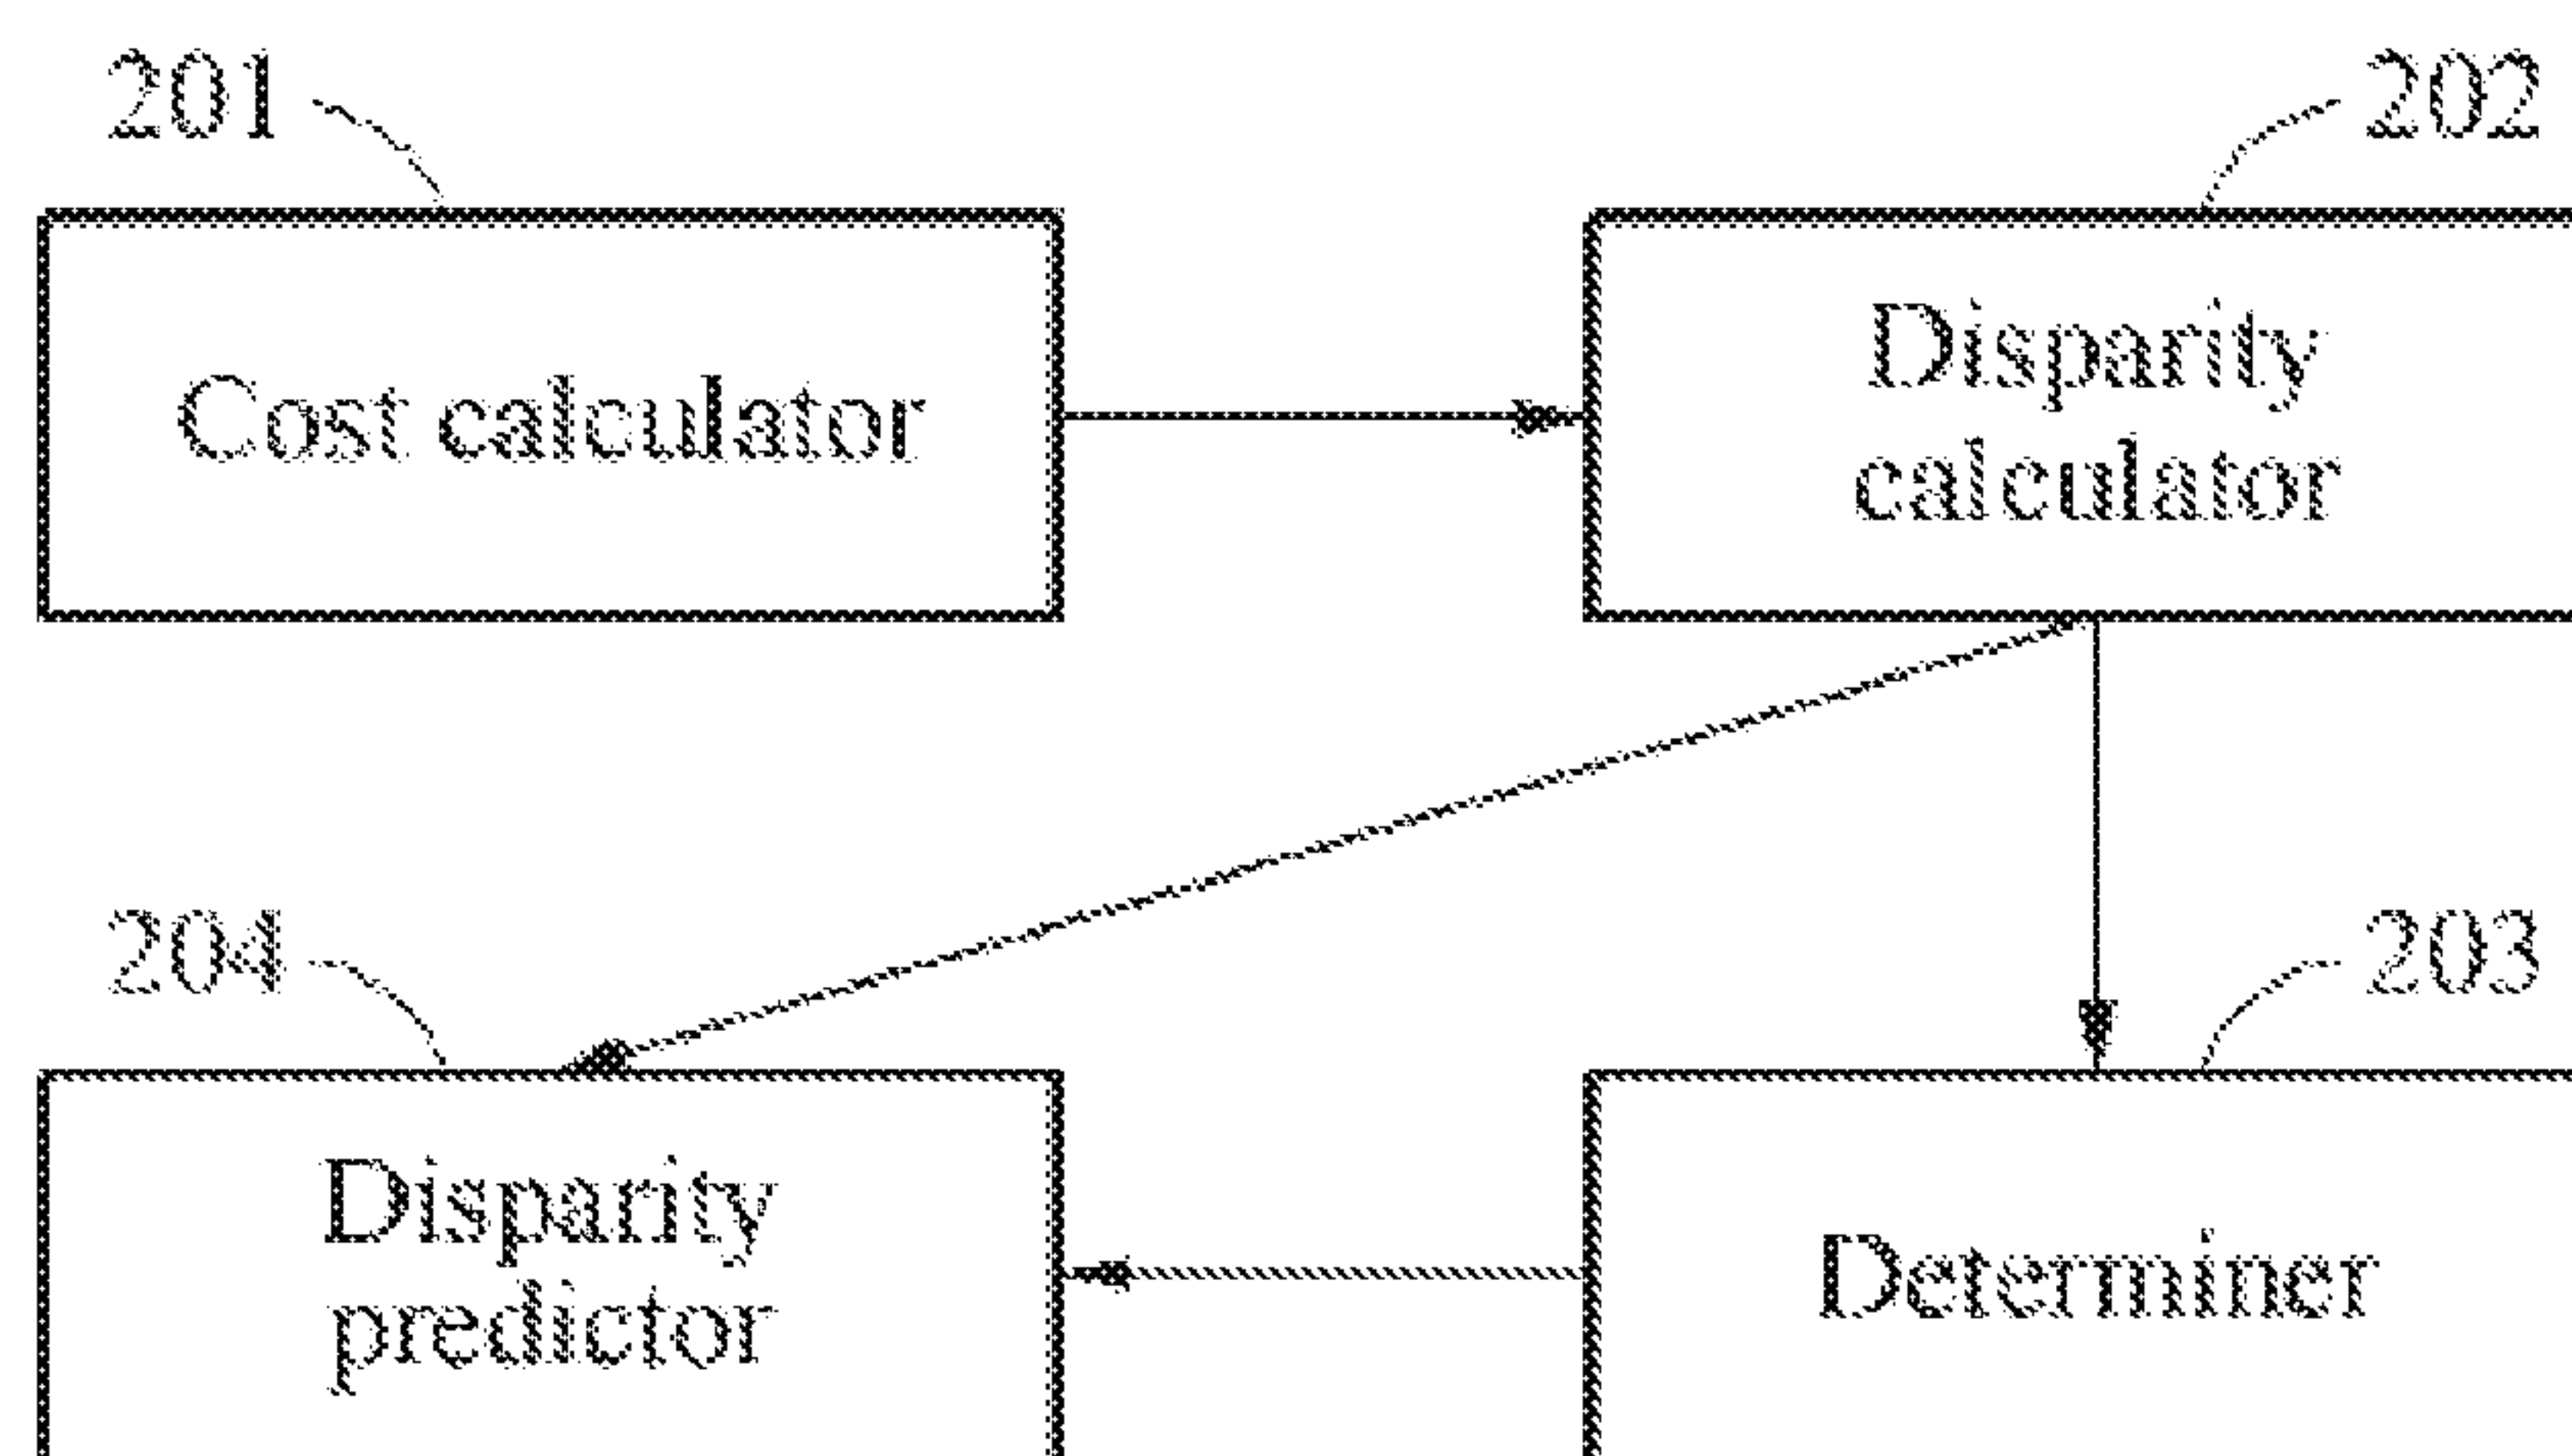 201
202
Cost calculator
Disparity
calculator
204
203
Disparity
predictor
Determiner